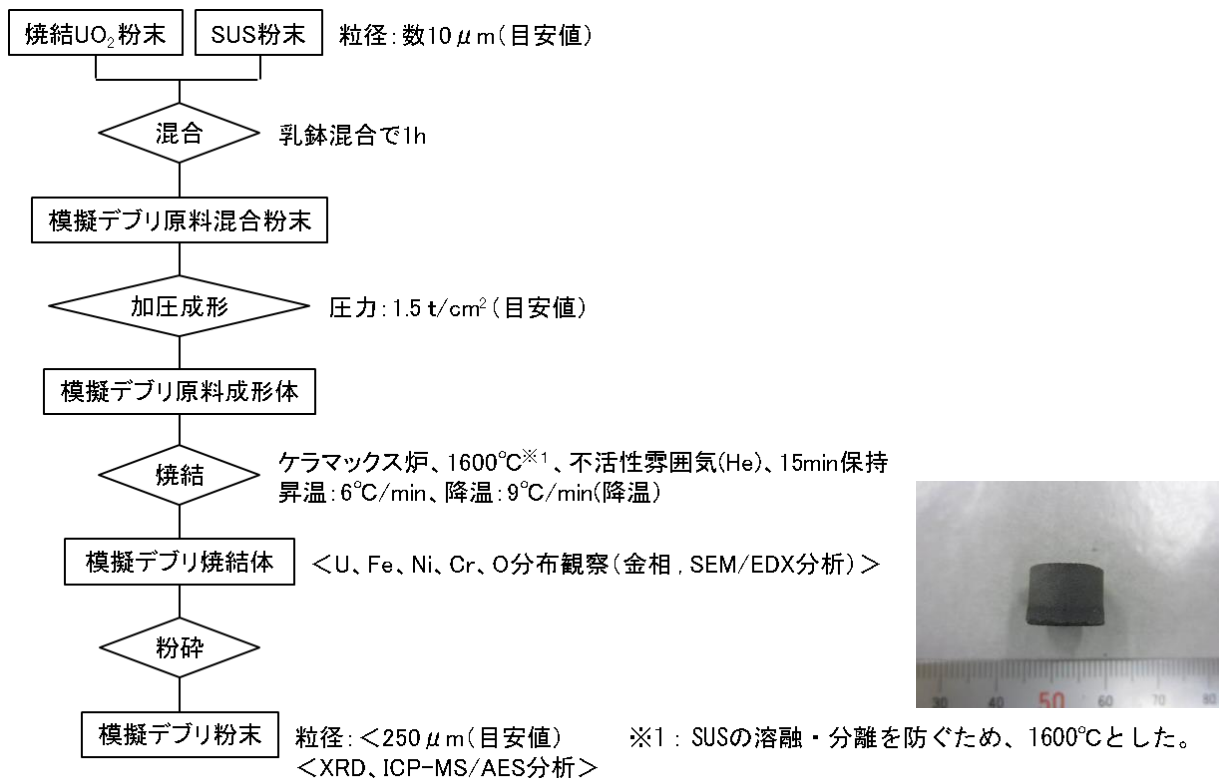 焼結UO₂粉末 SUS粉末 粒径：数10μm（目安値）
混合 乳鉢混合で1h
模擬デブリ原料混合粉末
加圧成形 圧力：1.5 t/cm²（目安値）
模擬デブリ原料成形体
焼結
ケラマックス炉、1600℃※1、不活性雰囲気(He)、15min保持
昇温：6℃/min、降温：9℃/min(降温)
模擬デブリ焼結体 ＜U、Fe、Ni、Cr、O分布観察（金相，SEM/EDX分析）＞
粉砕
30 40 50 60 70 80
模擬デブリ粉末
粒径：＜250μm（目安値）
＜XRD、ICP-MS/AES分析＞
※1：SUSの溶融・分離を防ぐため、1600℃とした。